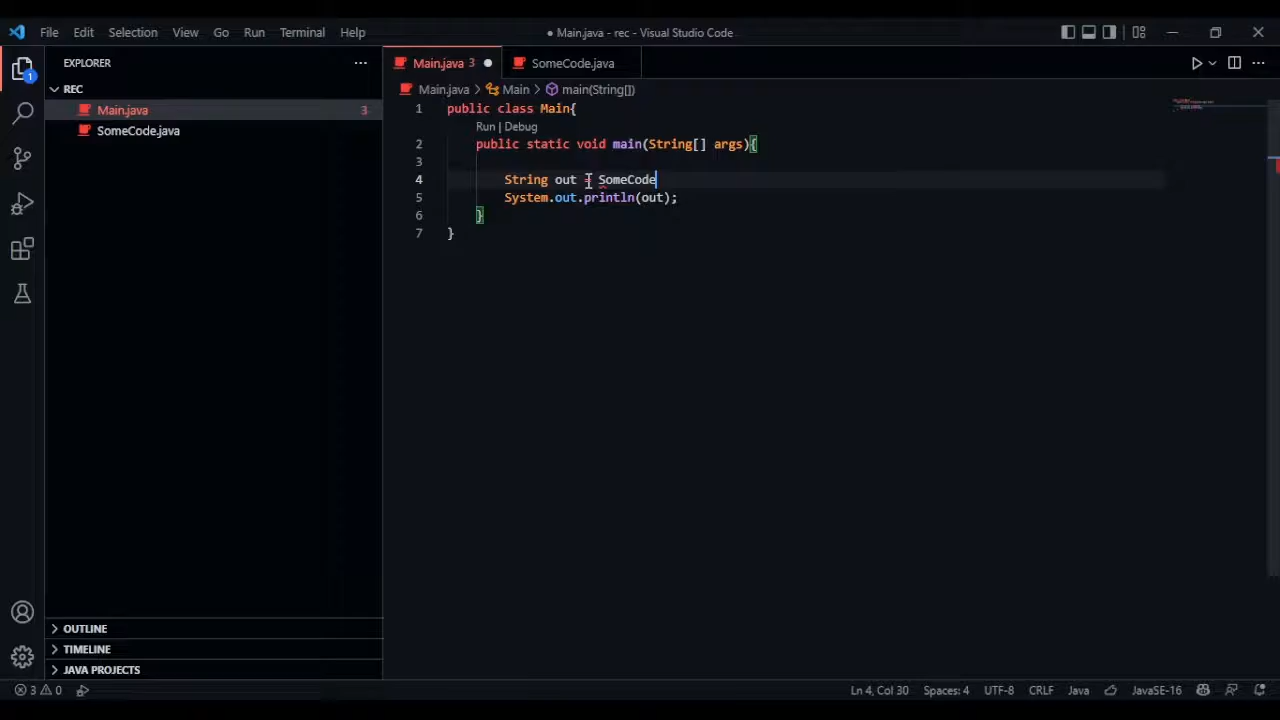 File Edit Selection View Go Run Terminal Help
● Main.java - rec - Visual Studio Code
EXPLORER
REC
Main.java 3
SomeCode.java
OUTLINE
TIMELINE
JAVA PROJECTS
1
Main.java 3
SomeCode.java
Main.java > Main > main(String[])
1 public class Main{
Run | Debug
2 public static void main(String[] args){
3
4 String out = SomeCode
5 System.out.println(out);
6 }
7 }
3 0
Ln 4, Col 30 Spaces: 4 UTF-8 CRLF Java JavaSE-16